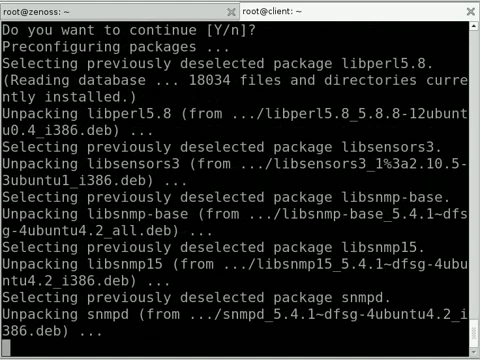 root@zenoss: ~
root@client: ~
Do you want to continue [Y/n]?
Preconfiguring packages ...
Selecting previously deselected package libperl5.8.
(Reading database ... 18034 files and directories curre
ntly installed.)
Unpacking libperl5.8 (from .../libperl5.8_5.8.8-12ubunt
u0.4_i386.deb) ...
Selecting previously deselected package libsensors3.
Unpacking libsensors3 (from .../libsensors3_1%3a2.10.5-
3ubuntu1_i386.deb) ...
Selecting previously deselected package libsnmp-base.
Unpacking libsnmp-base (from .../libsnmp-base_5.4.1~dfs
g-4ubuntu4.2_all.deb) ...
Selecting previously deselected package libsnmp15.
Unpacking libsnmp15 (from .../libsnmp15_5.4.1~dfsg-4ubu
ntu4.2_i386.deb) ...
Selecting previously deselected package snmpd.
Unpacking snmpd (from .../snmpd_5.4.1~dfsg-4ubuntu4.2_i
386.deb) ...